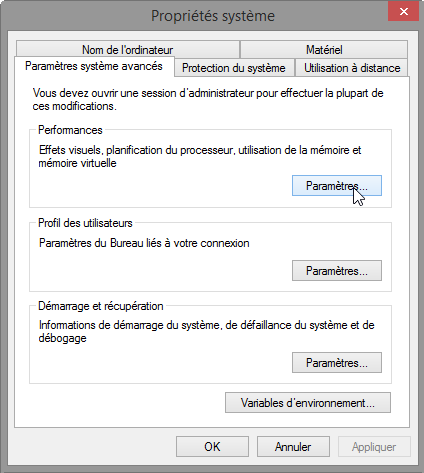 Propriétés système
Nom de l'ordinateur
Matériel
Paramètres système avancés
Protection du système
Utilisation à distance
Vous devez ouvrir une session d'administrateur pour effectuer la plupart de
ces modifications.
Performances
Effets visuels, planification du processeur, utilisation de la mémoire et
mémoire virtuelle
Paramètres...
Profil des utilisateurs
Paramètres du Bureau liés à votre connexion
Paramètres...
Démarrage et récupération
Informations de démarrage du système, de défaillance du système et de
débogage
Paramètres...
Variables d'environnement...
OK
Annuler
Appliquer